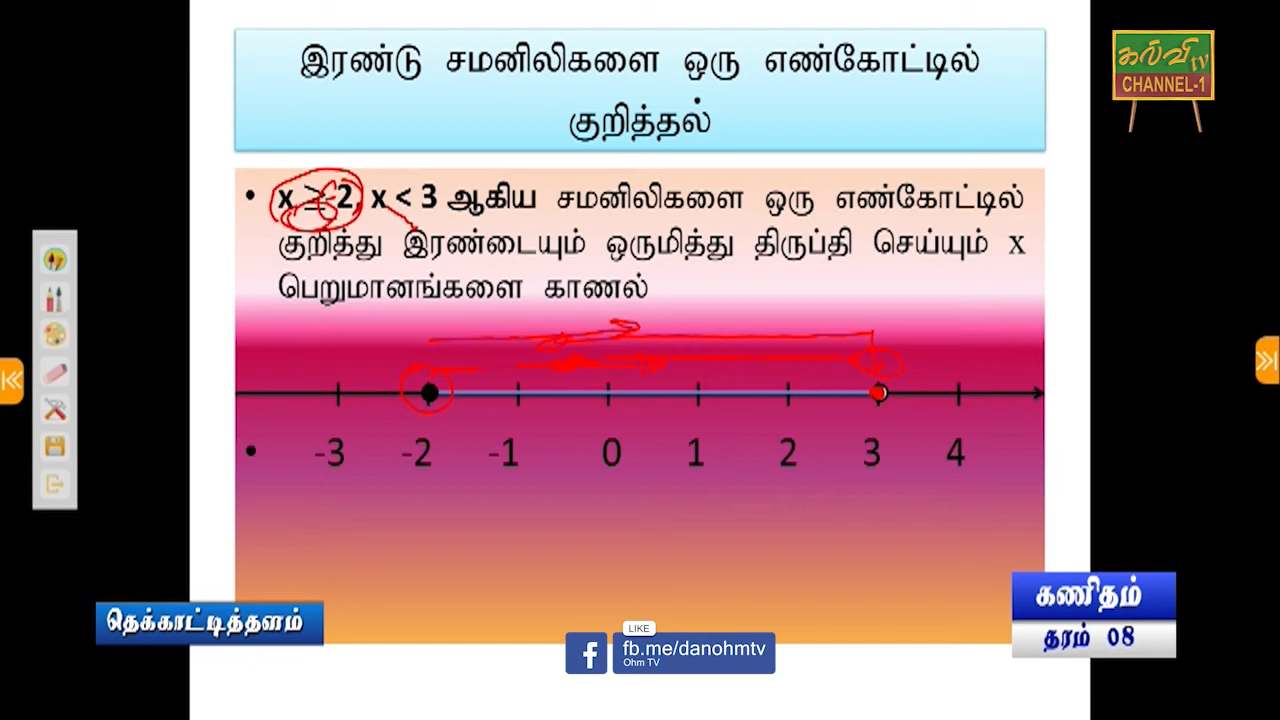 கல்வி TV
CHANNEL-1
இரண்டு சமனிலிகளை ஒரு எண்கோட்டில்
குறித்தல்
• x ≥ -2, x < 3 ஆகிய சமனிலிகளை ஒரு எண்கோட்டில்
குறித்து இரண்டையும் ஒருமித்து திருப்தி செய்யும் x
பெறுமானங்களை காணல்
• -3 -2 -1 0 1 2 3 4
தெக்காட்டித்தளம்
கணிதம்
தரம் 08
LIKE
fb.me/danohmtv
Ohm TV